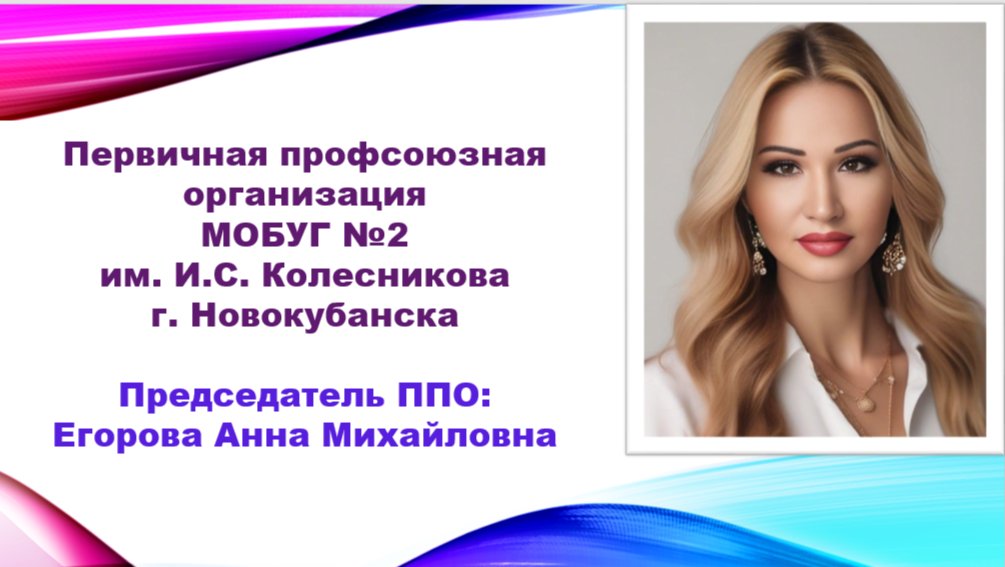 Первичная профсоюзная
организация
МОБУГ №2
им. И.С. Колесникова
г. Новокубанска
Председатель ППО:
Егорова Анна Михайловна